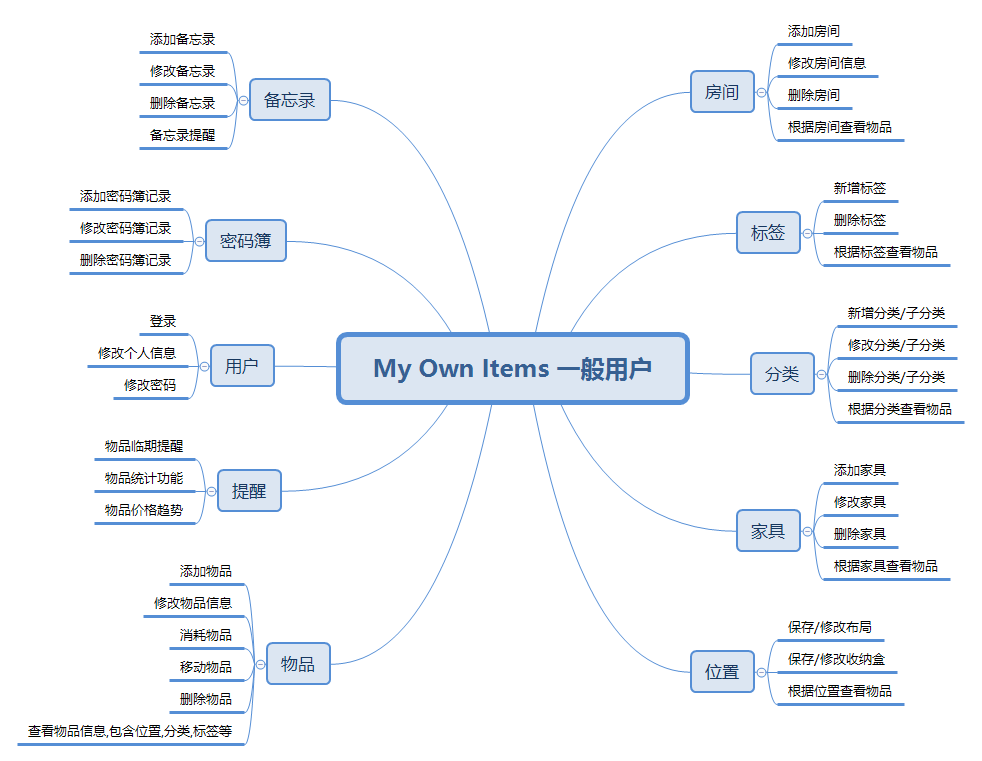 My Own Items 一般用户
房间
添加房间
修改房间信息
删除房间
根据房间查看物品
标签
新增标签
删除标签
根据标签查看物品
分类
新增分类/子分类
修改分类/子分类
删除分类/子分类
根据分类查看物品
家具
添加家具
修改家具
删除家具
根据家具查看物品
位置
保存/修改布局
保存/修改收纳盒
根据位置查看物品
备忘录
添加备忘录
修改备忘录
删除备忘录
备忘录提醒
密码簿
添加密码簿记录
修改密码簿记录
删除密码簿记录
用户
登录
修改个人信息
修改密码
提醒
物品临期提醒
物品统计功能
物品价格趋势
物品
添加物品
修改物品信息
消耗物品
移动物品
删除物品
查看物品信息,包含位置,分类,标签等